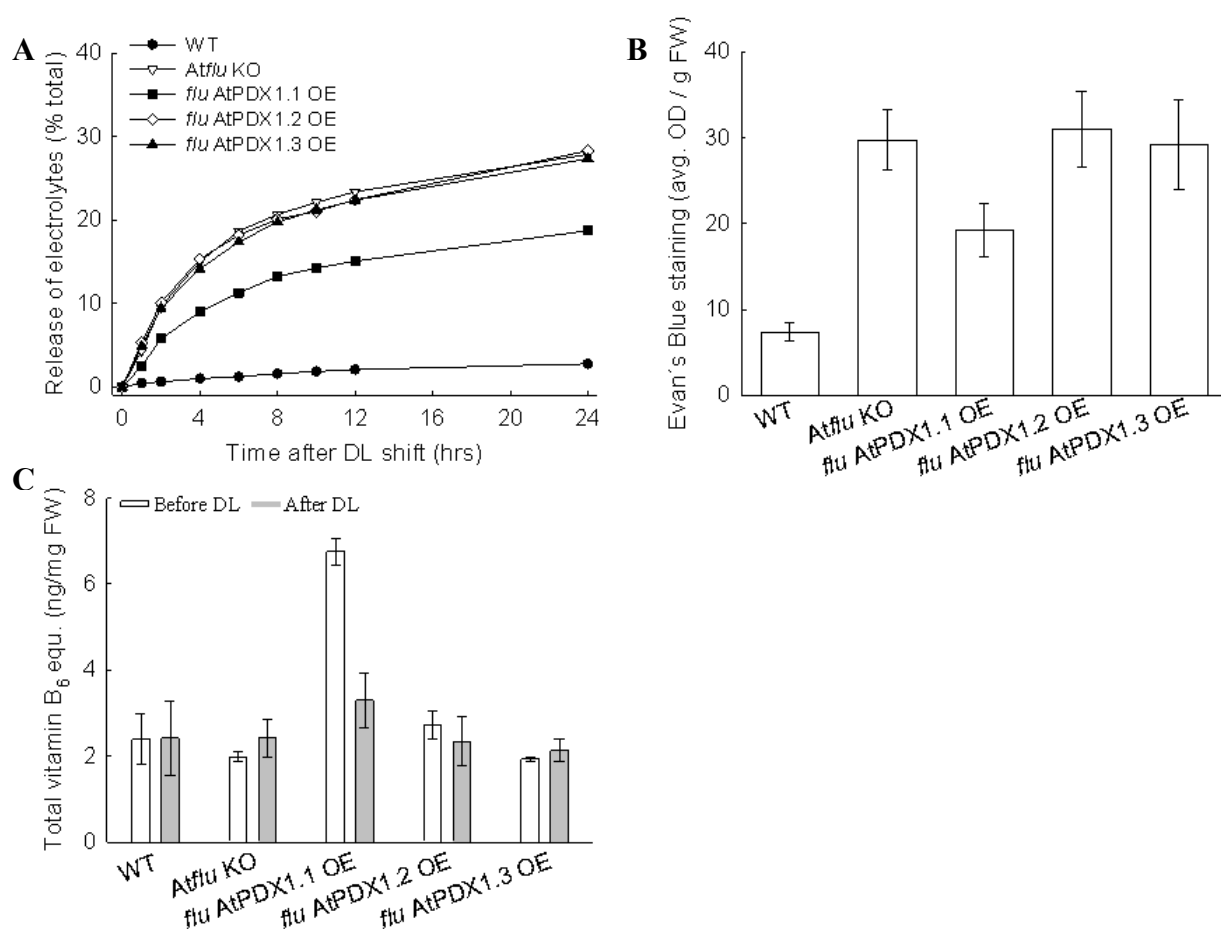 A
WT
Atflu KO
flu AtPDX1.1 OE
flu AtPDX1.2 OE
flu AtPDX1.3 OE
Release of electrolytes (% total)
40
30
20
10
0
0 4 8 12 16 20 24
Time after DL shift (hrs)
B
Evan´s Blue staining (avg. OD / g FW)
40
30
20
10
0
WT
Atflu KO
flu AtPDX1.1 OE
flu AtPDX1.2 OE
flu AtPDX1.3 OE
C
Before DL After DL
Total vitamin B6 equ. (ng/mg FW)
8
6
4
2
0
WT
Atflu KO
flu AtPDX1.1 OE
flu AtPDX1.2 OE
flu AtPDX1.3 OE